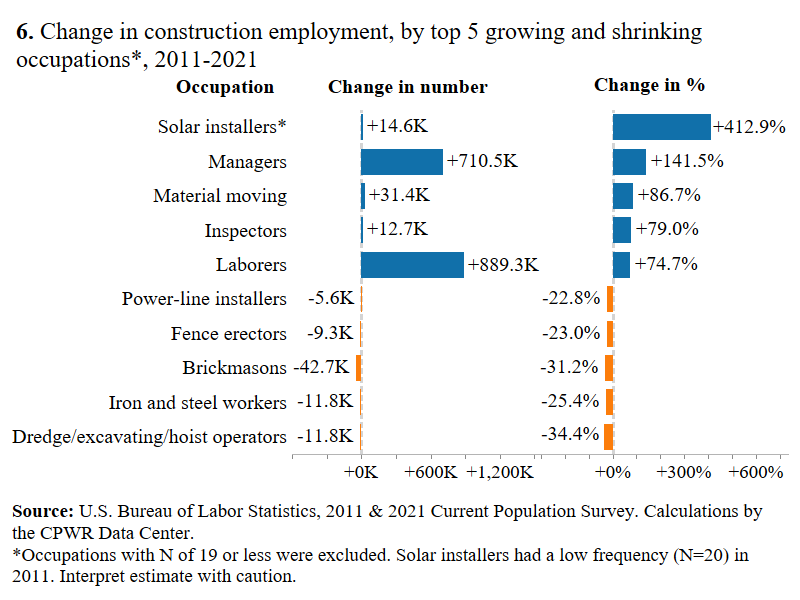 6. Change in construction employment, by top 5 growing and shrinking
occupations*, 2011-2021
Occupation Change in number Change in %
Solar installers* +14.6K +412.9%
Managers +710.5K +141.5%
Material moving +31.4K +86.7%
Inspectors +12.7K +79.0%
Laborers +889.3K +74.7%
Power-line installers -5.6K -22.8%
Fence erectors -9.3K -23.0%
Brickmasons -42.7K -31.2%
Iron and steel workers -11.8K -25.4%
Dredge/excavating/hoist operators -11.8K -34.4%
+0K +600K +1,200K +0% +300% +600%
Source: U.S. Bureau of Labor Statistics, 2011 & 2021 Current Population Survey. Calculations by
the CPWR Data Center.
*Occupations with N of 19 or less were excluded. Solar installers had a low frequency (N=20) in
2011. Interpret estimate with caution.